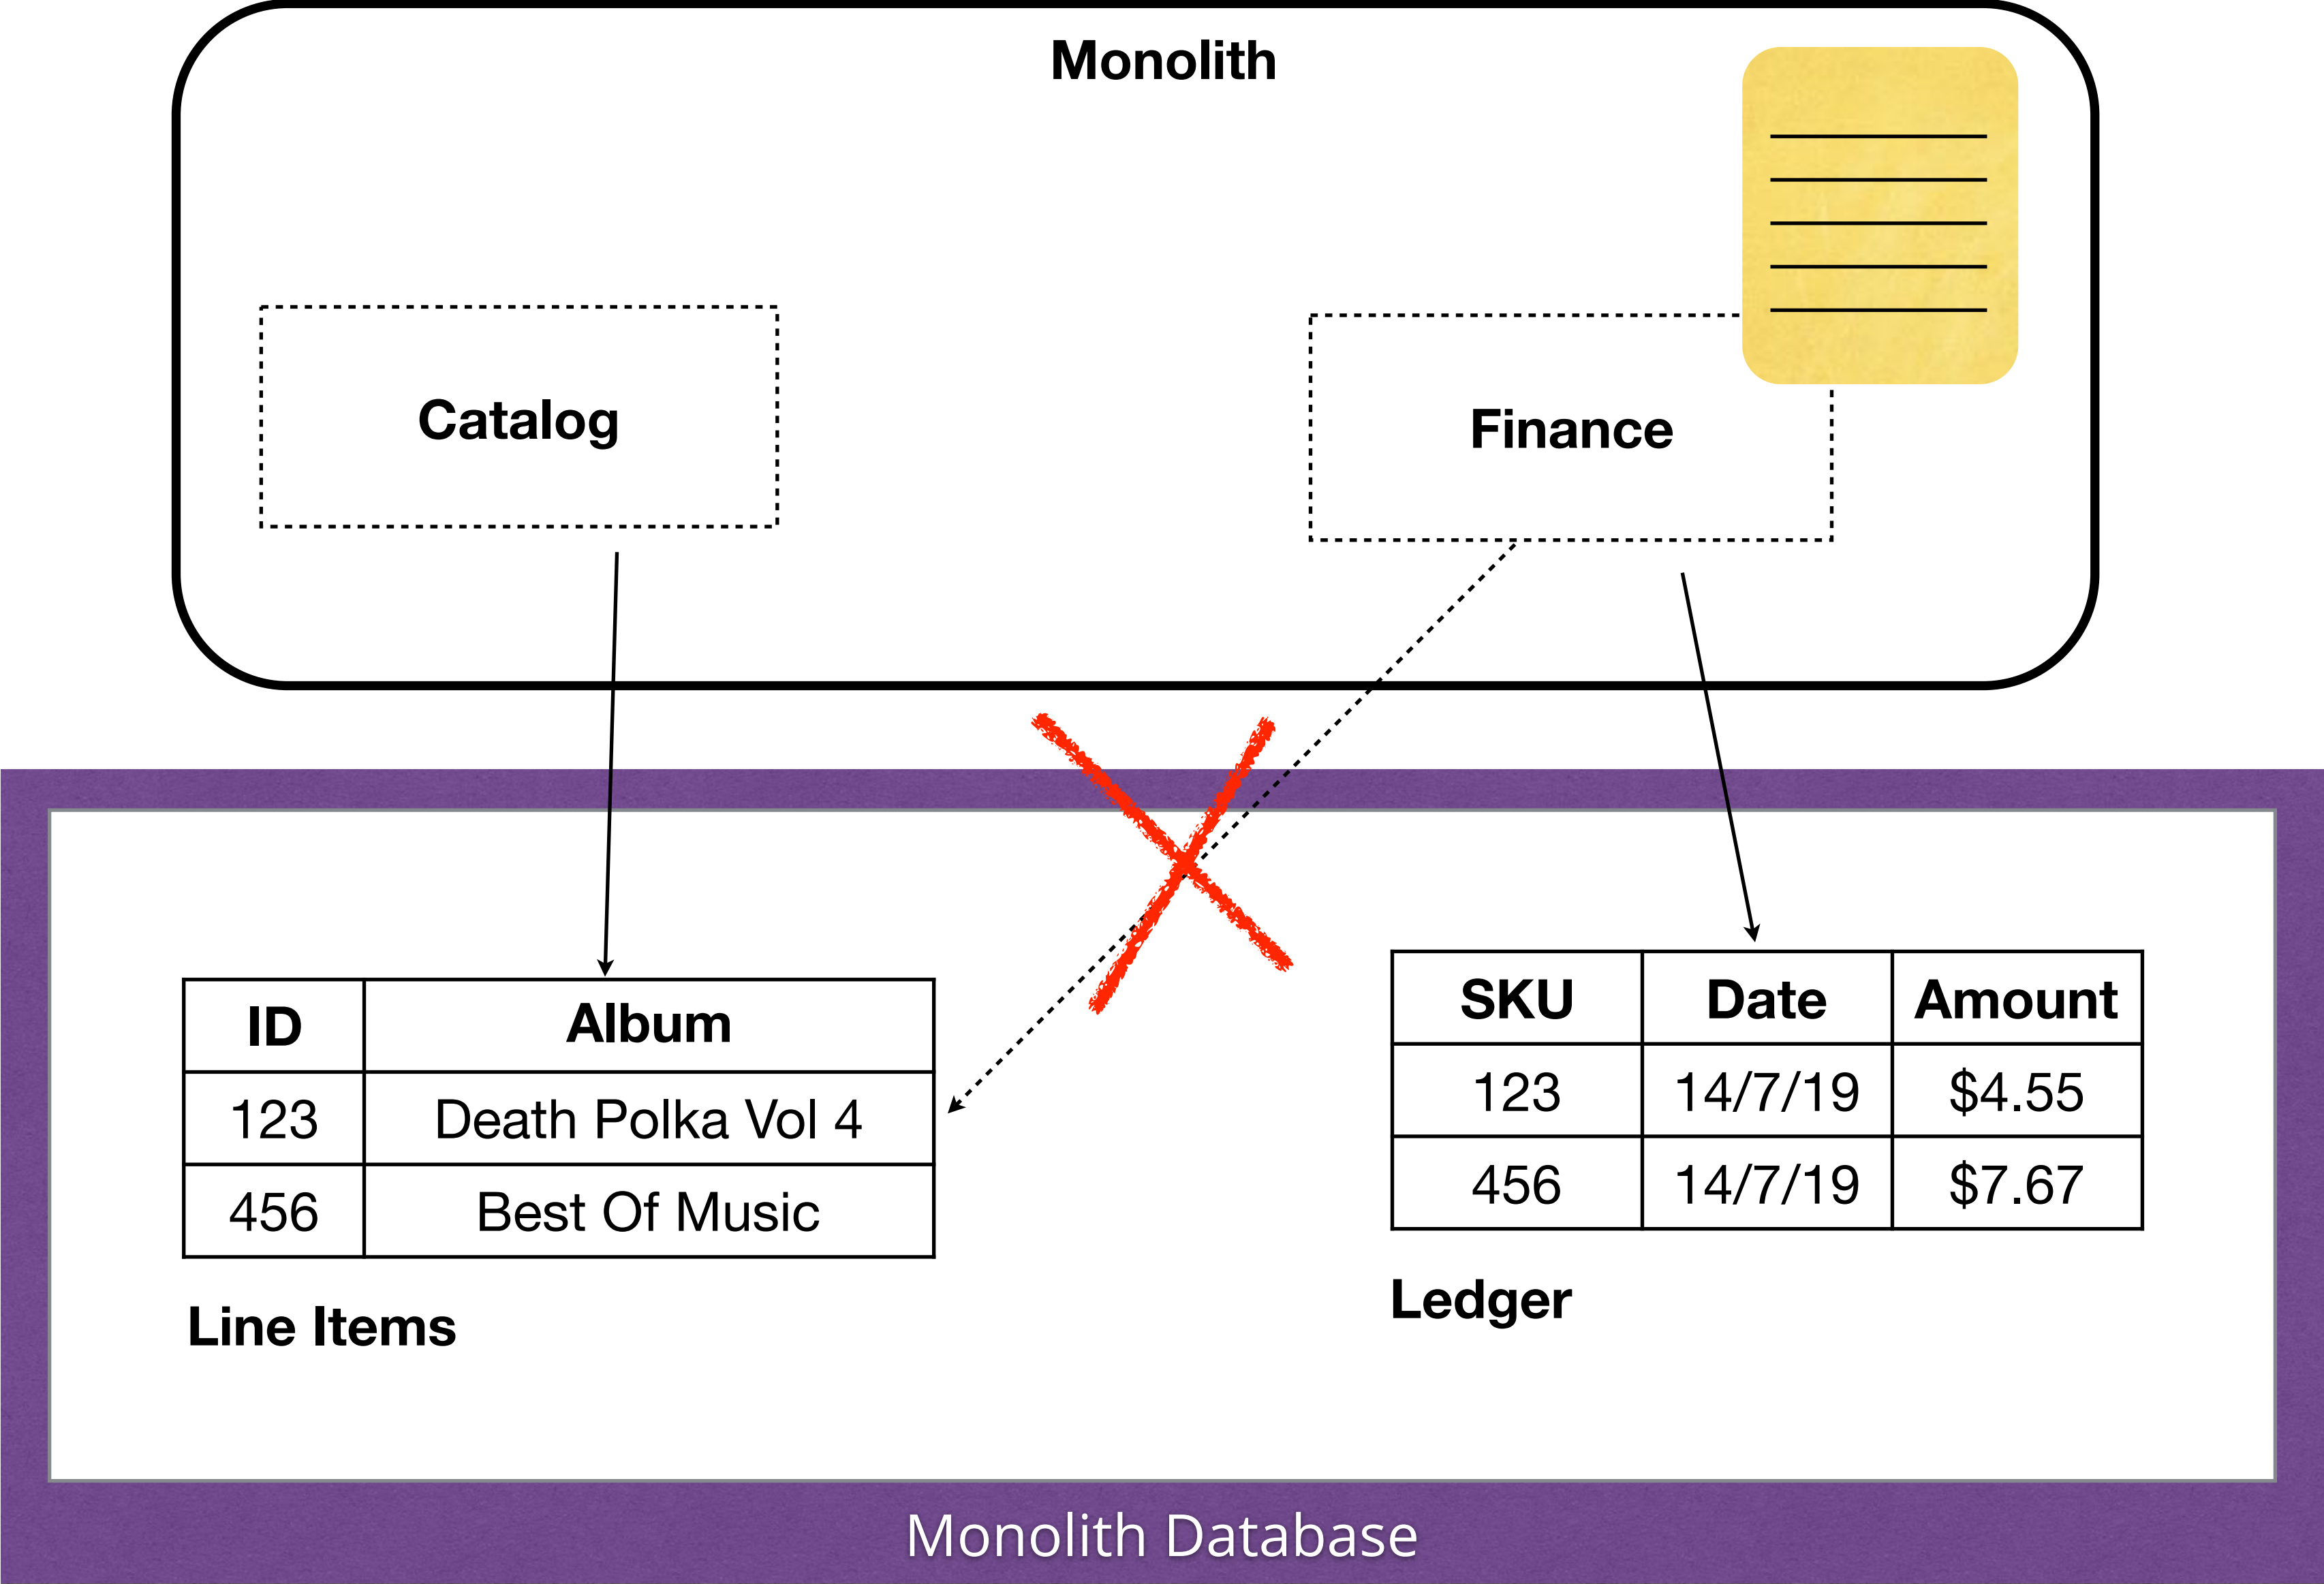 Monolith
Catalog
Finance
ID Album
123 Death Polka Vol 4
456 Best Of Music
Line Items
SKU Date Amount
123 14/7/19 $4.55
456 14/7/19 $7.67
Ledger
Monolith Database